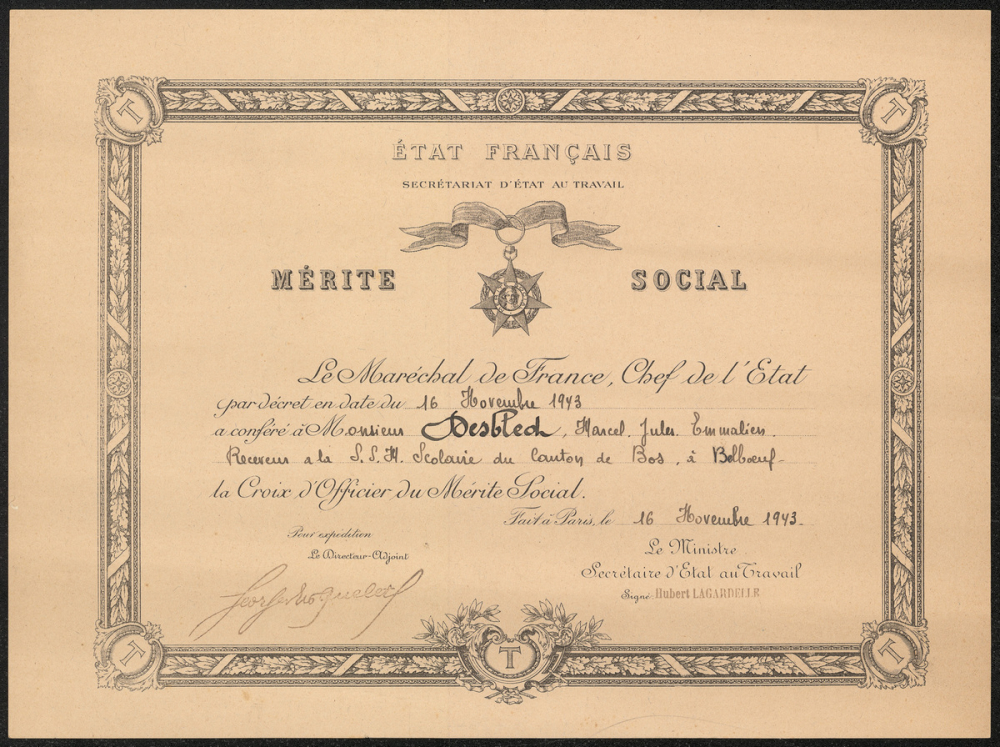 T T
ÉTAT FRANÇAIS
SECRÉTARIAT D'ÉTAT AU TRAVAIL
MÉRITE SOCIAL
Le Maréchal de France, Chef de l'Etat
par décret en date du 16 Novembre 1943
a conféré à Monsieur Desbled, Marcel. Jules. Emmalien.
Receveur a la S.S.M. Scolaire du Canton de Bos, à Belboeuf-
la Croix d'Officier du Mérite Social.
Fait à Paris, le 16 Novembre 1943.
Pour expédition
Le Directeur-Adjoint
Le Ministre
Secrétaire d'Etat au Travail
Signé Hubert LAGARDELLE
T T T